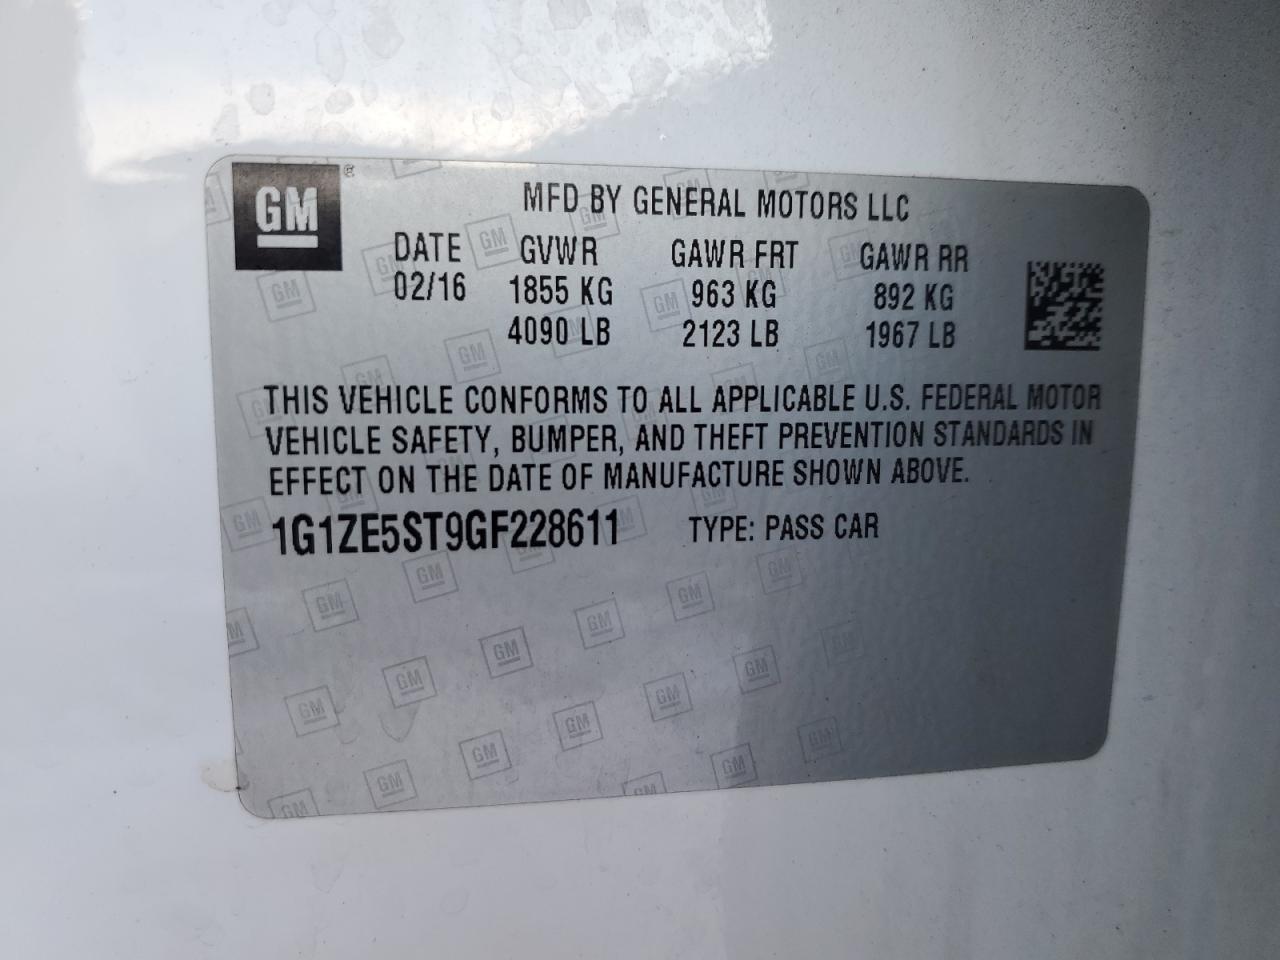 GM®
MFD BY GENERAL MOTORS LLC
DATE GVWR GAWR FRT GAWR RR
02/16 1855 KG 963 KG 892 KG
4090 LB 2123 LB 1967 LB
THIS VEHICLE CONFORMS TO ALL APPLICABLE U.S. FEDERAL MOTOR
VEHICLE SAFETY, BUMPER, AND THEFT PREVENTION STANDARDS IN
EFFECT ON THE DATE OF MANUFACTURE SHOWN ABOVE.
1G1ZE5ST9GF228611 TYPE: PASS CAR